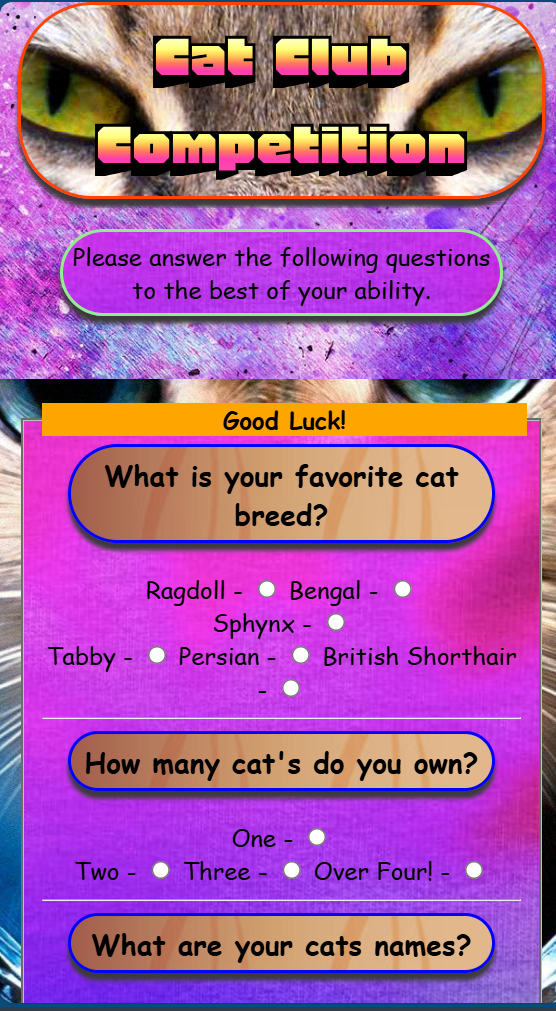 Cat Club
Competition
Please answer the following questions
to the best of your ability.
Good Luck!
What is your favorite cat
breed?
Ragdoll - Bengal -
Sphynx -
Tabby - Persian - British Shorthair
-
How many cat's do you own?
One -
Two - Three - Over Four! -
What are your cats names?